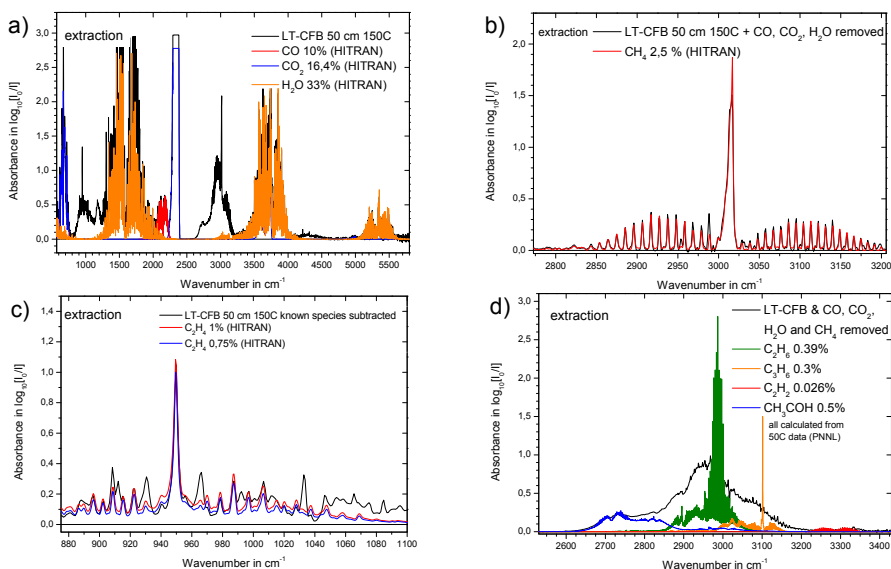 a)
extraction
LT-CFB 50 cm 150C
CO 10% (HITRAN)
CO2 16,4% (HITRAN)
H2O 33% (HITRAN)
Absorbance in log10[I0/I]
3,0
2,5
2,0
1,5
1,0
0,5
0,0
1000 1500 2000 2500 3000 3500 4000 4500 5000 5500
Wavenumber in cm-1
b)
extraction
LT-CFB 50 cm 150C + CO, CO2, H2O removed
CH4 2,5 % (HITRAN)
Absorbance in log10[I0/I]
2,0
1,5
1,0
0,5
0,0
2800 2850 2900 2950 3000 3050 3100 3150 3200
Wavenumber in cm-1
c)
extraction
LT-CFB 50 cm 150C known species subtracted
C2H4 1% (HITRAN)
C2H4 0,75% (HITRAN)
Absorbance in log10[I0/I]
1,4
1,2
1,0
0,8
0,6
0,4
0,2
0,0
880 900 920 940 960 980 1000 1020 1040 1060 1080 1100
Wavenumber in cm-1
d)
extraction
LT-CFB & CO, CO2,
H2O and CH4 removed
C2H6 0.39%
C3H6 0.3%
C2H2 0.026%
CH3COH 0.5%
all calculated from
50C data (PNNL)
Absorbance in log10[I0/I]
3,0
2,5
2,0
1,5
1,0
0,5
0,0
2600 2700 2800 2900 3000 3100 3200 3300 3400
Wavenumber in cm-1